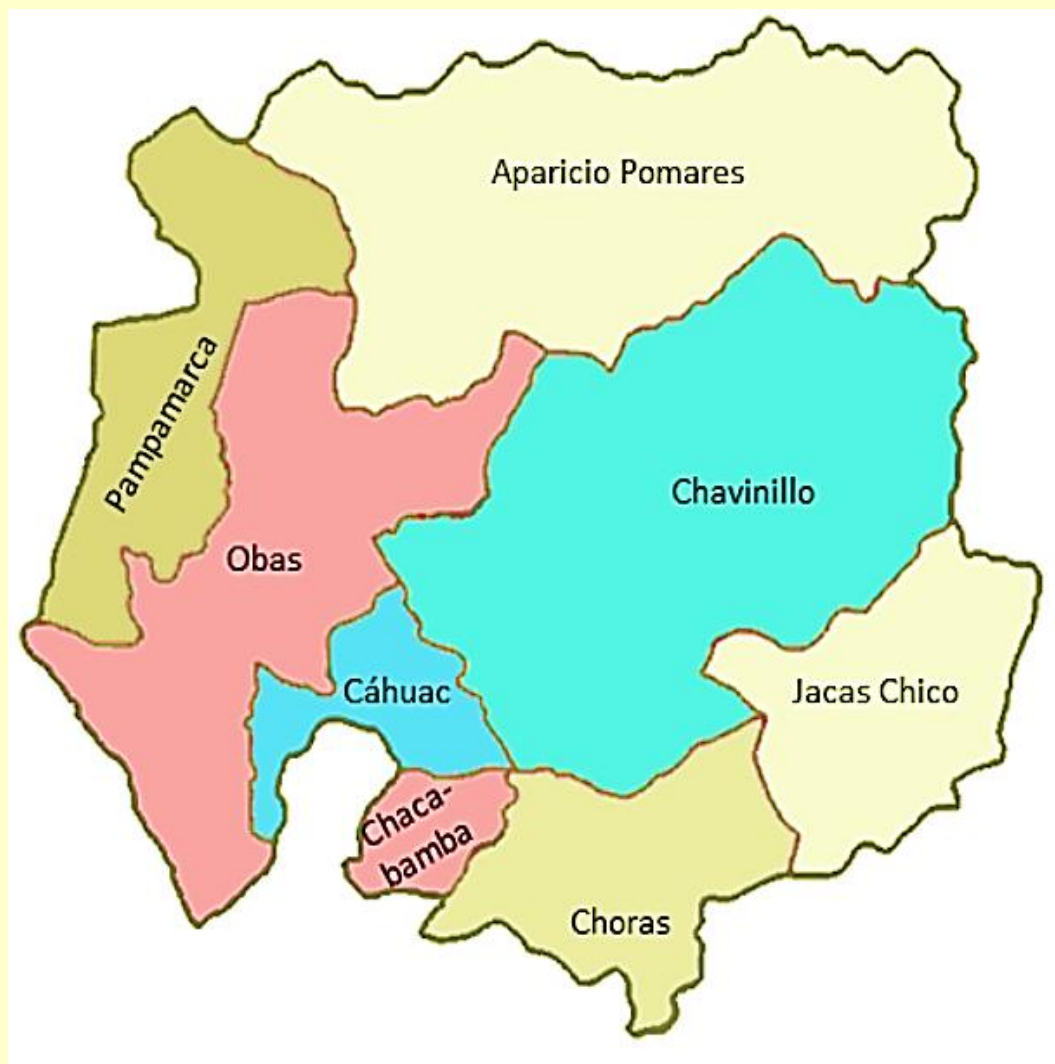 Aparicio Pomares
Pampamarca
Chavinillo
Obas
Cáhuac
Jacas Chico
Chaca-
bamba
Choras